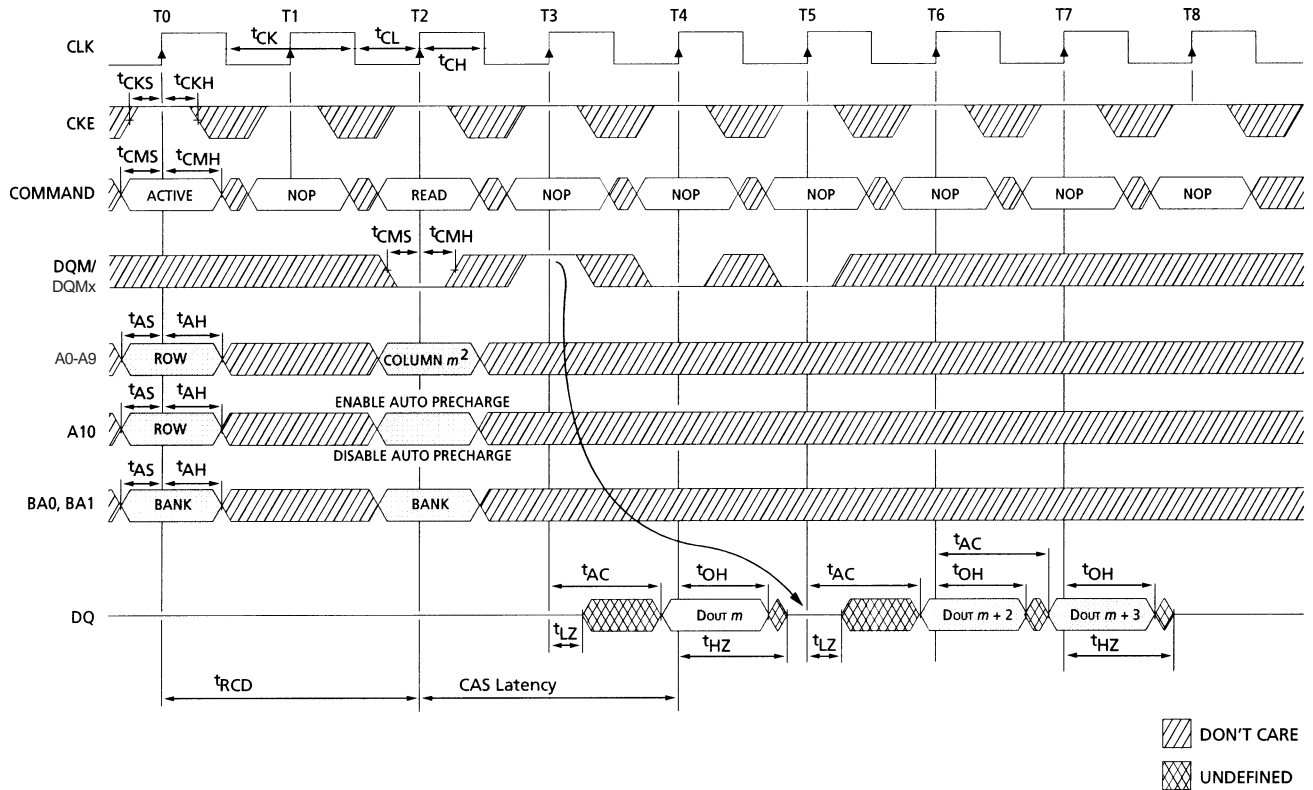 T0 T1 T2 T3 T4 T5 T6 T7 T8
CLK
tCK tCL tCH
tCKS tCKH
CKE
tCMS tCMH
COMMAND ACTIVE NOP READ NOP NOP NOP NOP NOP NOP
tCMS tCMH
DQM/
DQMx
tAS tAH
A0-A9 ROW COLUMN m2
tAS tAH ENABLE AUTO PRECHARGE
A10 ROW
DISABLE AUTO PRECHARGE
tAS tAH
BA0, BA1 BANK BANK
tAC
tAC tOH tAC tOH tOH
DQ DOUT m DOUT m + 2 DOUT m + 3
tLZ tHZ tLZ tHZ
tRCD CAS Latency
DON'T CARE
UNDEFINED